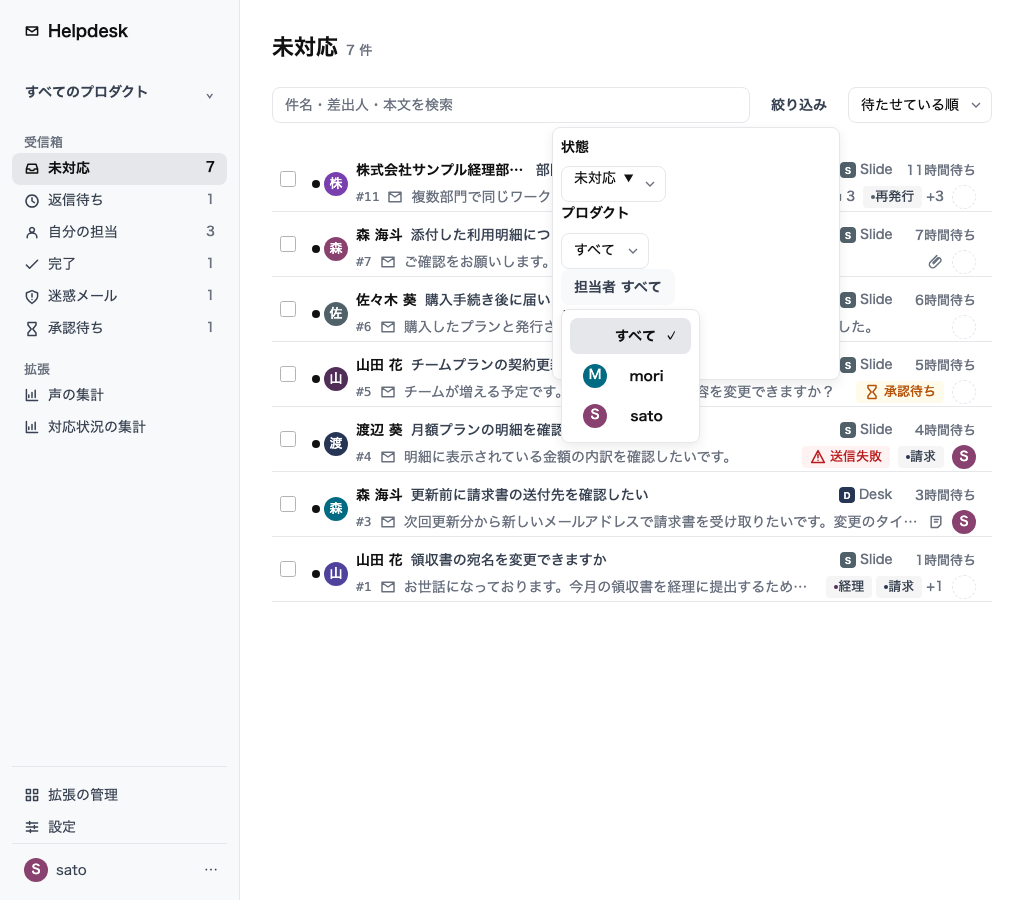 Helpdesk
すべてのプロダクト
受信箱
未対応 7
返信待ち 1
自分の担当 3
完了 1
迷惑メール 1
承認待ち 1
拡張
声の集計
対応状況の集計
拡張の管理
設定
S sato ...
未対応 7 件
件名・差出人・本文を検索 絞り込み 待たせている順
状態
未対応 ▼
プロダクト
すべて
担当者 すべて
すべて ✓
M mori
S sato
株 株式会社サンプル経理部… S Slide 11時間待ち
#11 複数部門で同じワーク 3 •再発行 +3
森 森 海斗 添付した利用明細につ S Slide 7時間待ち
#7 ご確認をお願いします。
佐 佐々木 葵 購入手続き後に届い S Slide 6時間待ち
#6 購入したプランと発行さ した。
山 山田 花 チームプランの契約更 S Slide 5時間待ち
#5 チームが増える予定です。 容を変更できますか？ 承認待ち
渡 渡辺 葵 月額プランの明細を確認 S Slide 4時間待ち
#4 明細に表示されている金額の内訳を確認したいです。 送信失敗 •請求 S
森 森 海斗 更新前に請求書の送付先を確認したい D Desk 3時間待ち
#3 次回更新分から新しいメールアドレスで請求書を受け取りたいです。変更のタイ… S
山 山田 花 領収書の宛名を変更できますか S Slide 1時間待ち
#1 お世話になっております。今月の領収書を経理に提出するため… •経理 •請求 +1